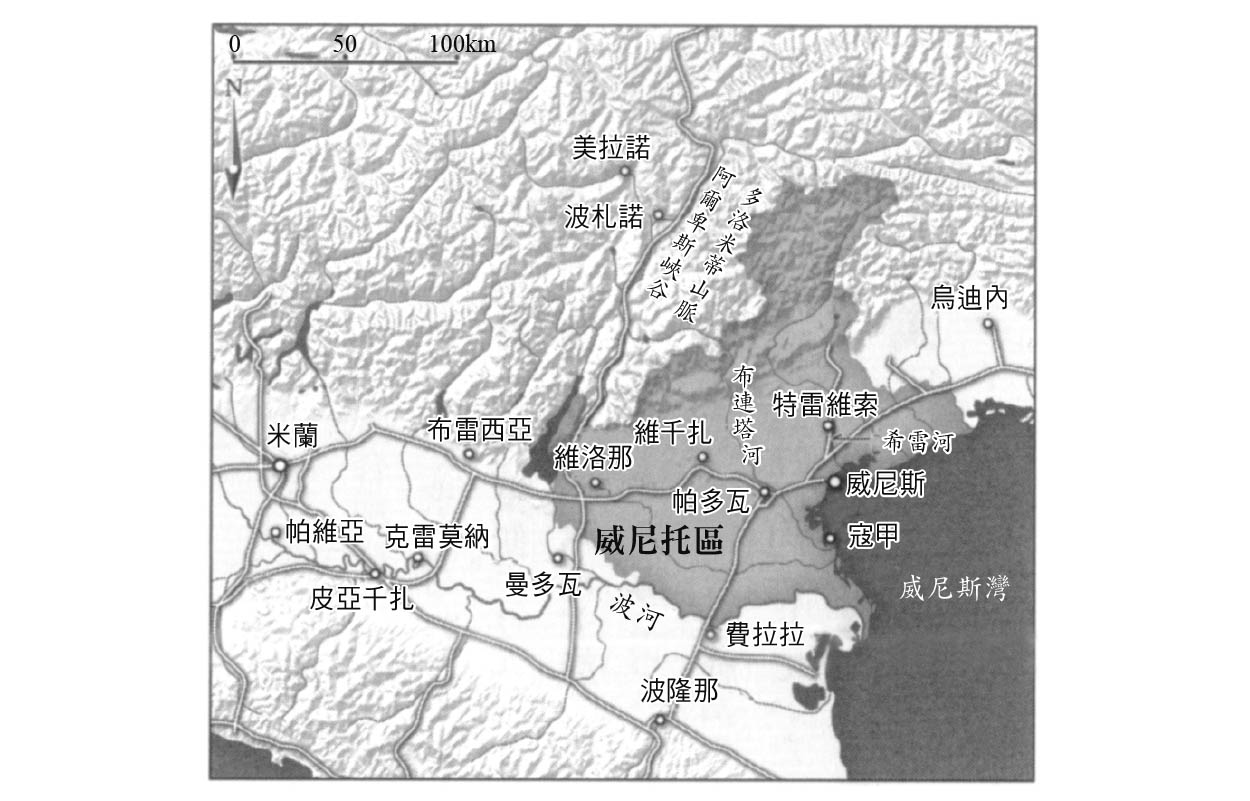 0 50 100km
N
美拉諾
波札諾
阿爾卑斯峽谷
多洛米蒂山脈
烏迪內
布連塔河
特雷維索
希雷河
米蘭
布雷西亞
維千扎
維洛那
威尼斯
帕多瓦
帕維亞
克雷莫納
威尼托區
寇甲
曼多瓦
皮亞千扎
波河
威尼斯灣
費拉拉
波隆那